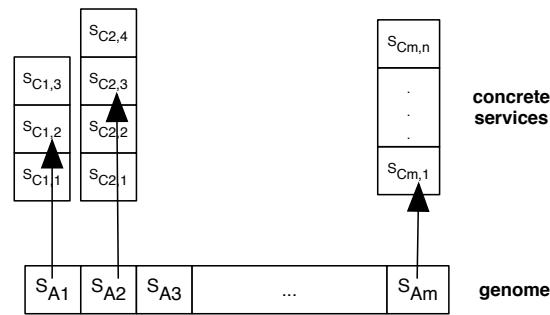 S_C2,4
S_Cm,n
S_C1,3
S_C2,3
.
.
.
concrete
services
S_C1,2
S_C2,2
S_C1,1
S_C2,1
S_Cm,1
S_A1
S_A2
S_A3
...
S_Am
genome